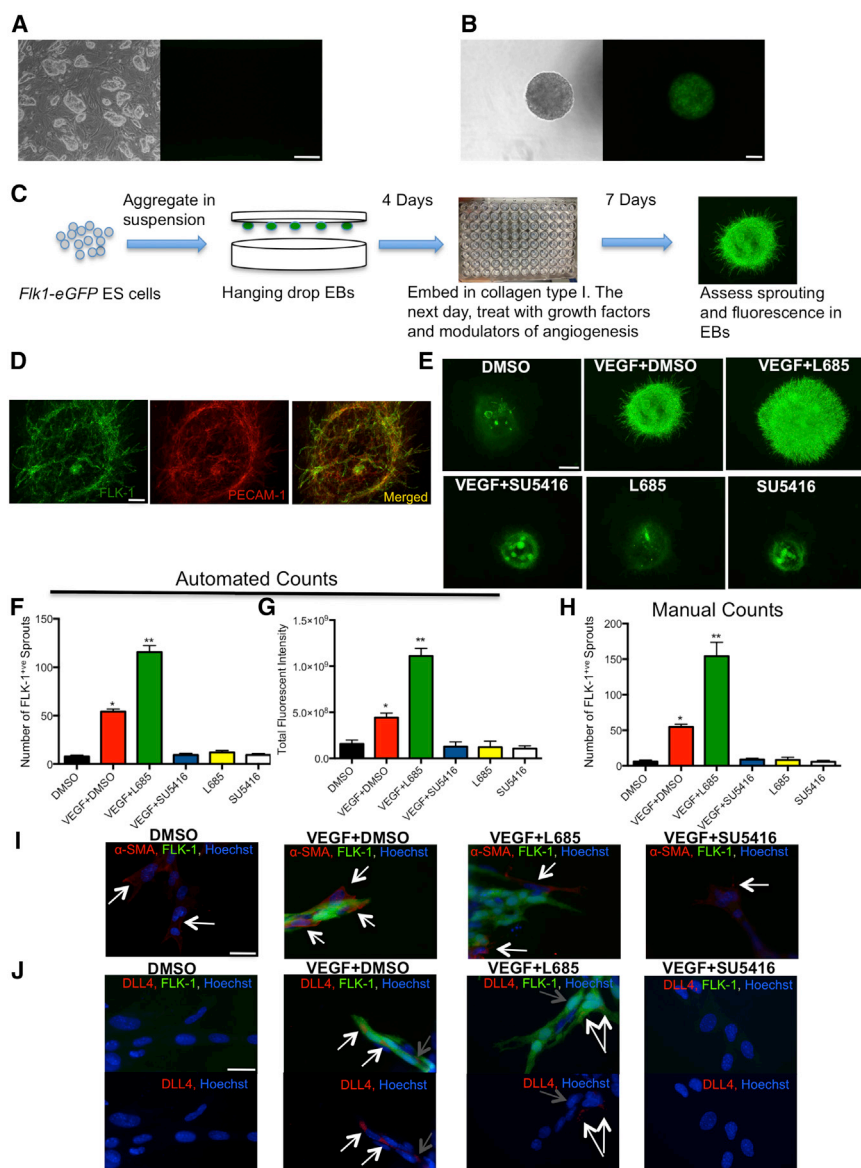 A
B
C
Aggregate in
suspension
4 Days
7 Days
Flk1-eGFP ES cells
Hanging drop EBs
Embed in collagen type I. The
next day, treat with growth factors
and modulators of angiogenesis
Assess sprouting
and fluorescence in
EBs
D
FLK-1
PECAM-1
Merged
E
DMSO
VEGF+DMSO
VEGF+L685
VEGF+SU5416
L685
SU5416
Automated Counts
F
Number of FLK-1+ve Sprouts
150
100
50
0
*
**
DMSO
VEGF+DMSO
VEGF+L685
VEGF+SU5416
L685
SU5416
G
Total Fluorescent Intensity
1.5×10⁹
1.0×10⁹
5.0×10⁸
0.0
*
**
DMSO
VEGF+DMSO
VEGF+L685
VEGF+SU5416
L685
SU5416
H
Manual Counts
Number of FLK-1+ve Sprouts
200
150
100
50
0
*
**
DMSO
VEGF+DMSO
VEGF+L685
VEGF+SU5416
L685
SU5416
I
DMSO
VEGF+DMSO
VEGF+L685
VEGF+SU5416
α-SMA, FLK-1, Hoechst
α-SMA, FLK-1, Hoechst
α-SMA, FLK-1, Hoechst
α-SMA, FLK-1, Hoechst
J
DMSO
VEGF+DMSO
VEGF+L685
VEGF+SU5416
DLL4, FLK-1, Hoechst
DLL4, FLK-1, Hoechst
DLL4, FLK-1, Hoechst
DLL4, FLK-1, Hoechst
DLL4, Hoechst
DLL4, Hoechst
DLL4, Hoechst
DLL4, Hoechst